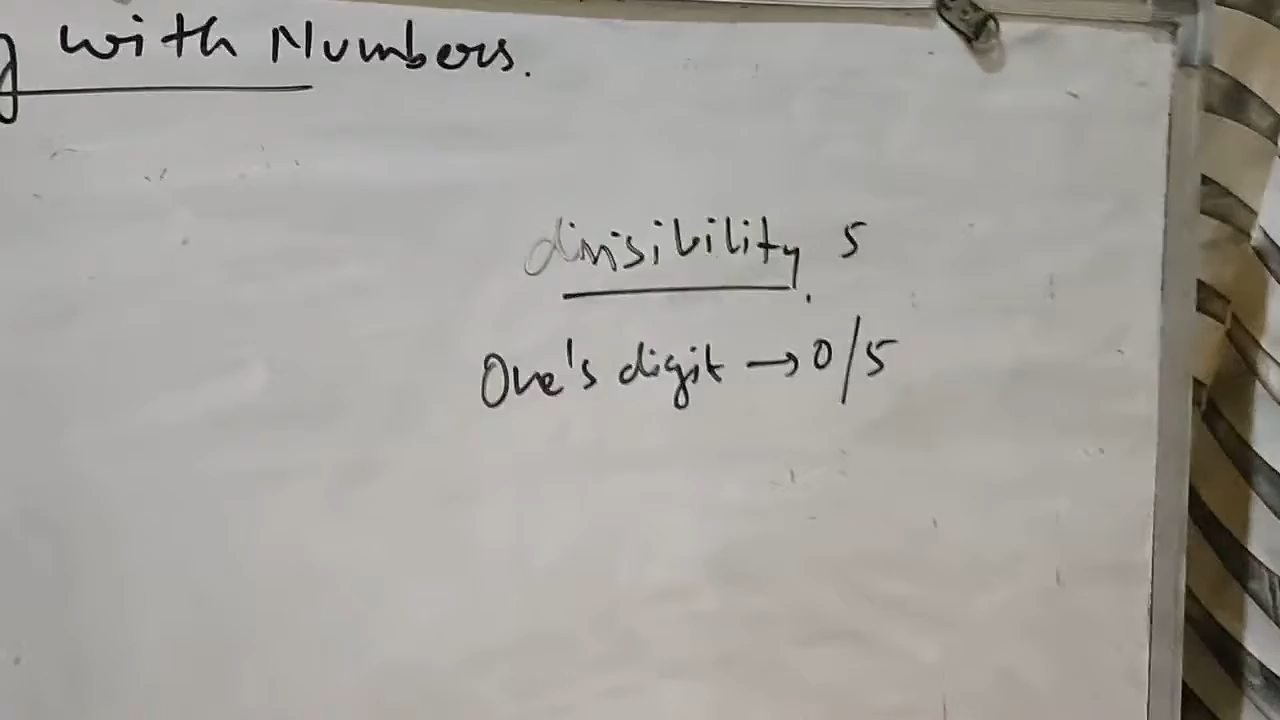 with Numbers.
divisibility 5
One's digit → 0/5